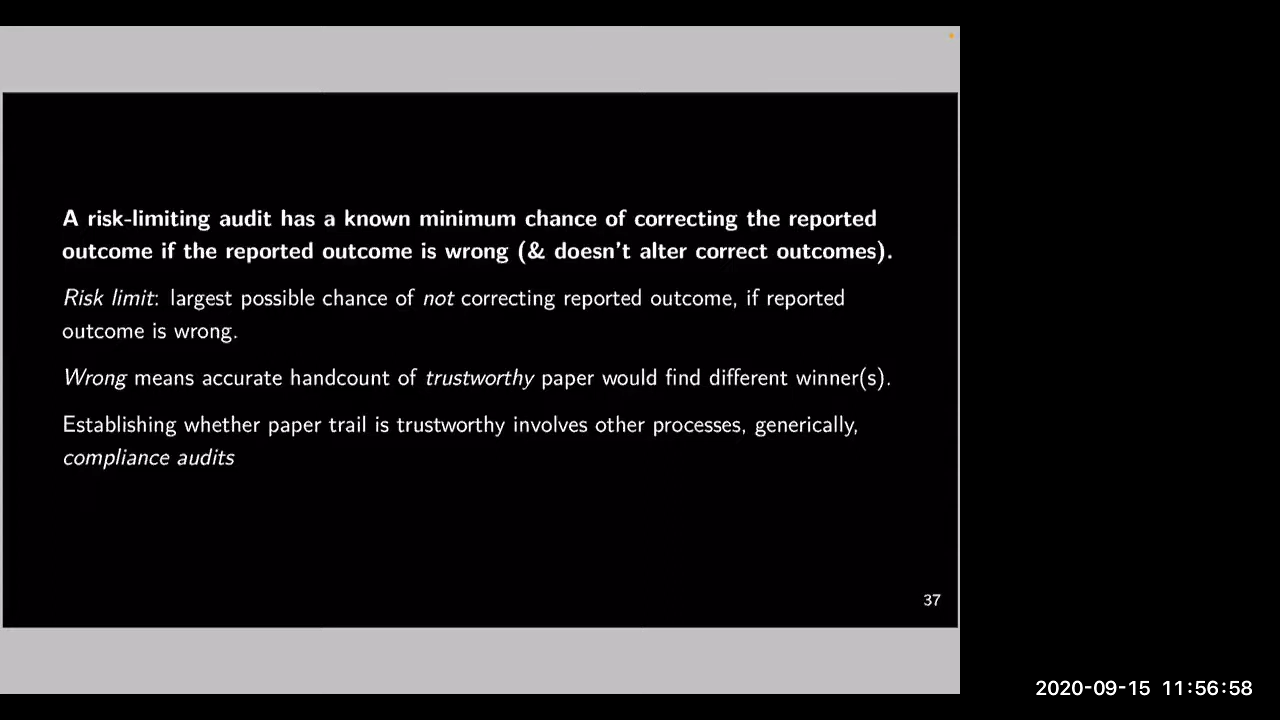 A risk-limiting audit has a known minimum chance of correcting the reported
outcome if the reported outcome is wrong (& doesn't alter correct outcomes).
Risk limit: largest possible chance of not correcting reported outcome, if reported
outcome is wrong.
Wrong means accurate handcount of trustworthy paper would find different winner(s).
Establishing whether paper trail is trustworthy involves other processes, generically,
compliance audits
37
2020-09-15 11:56:58